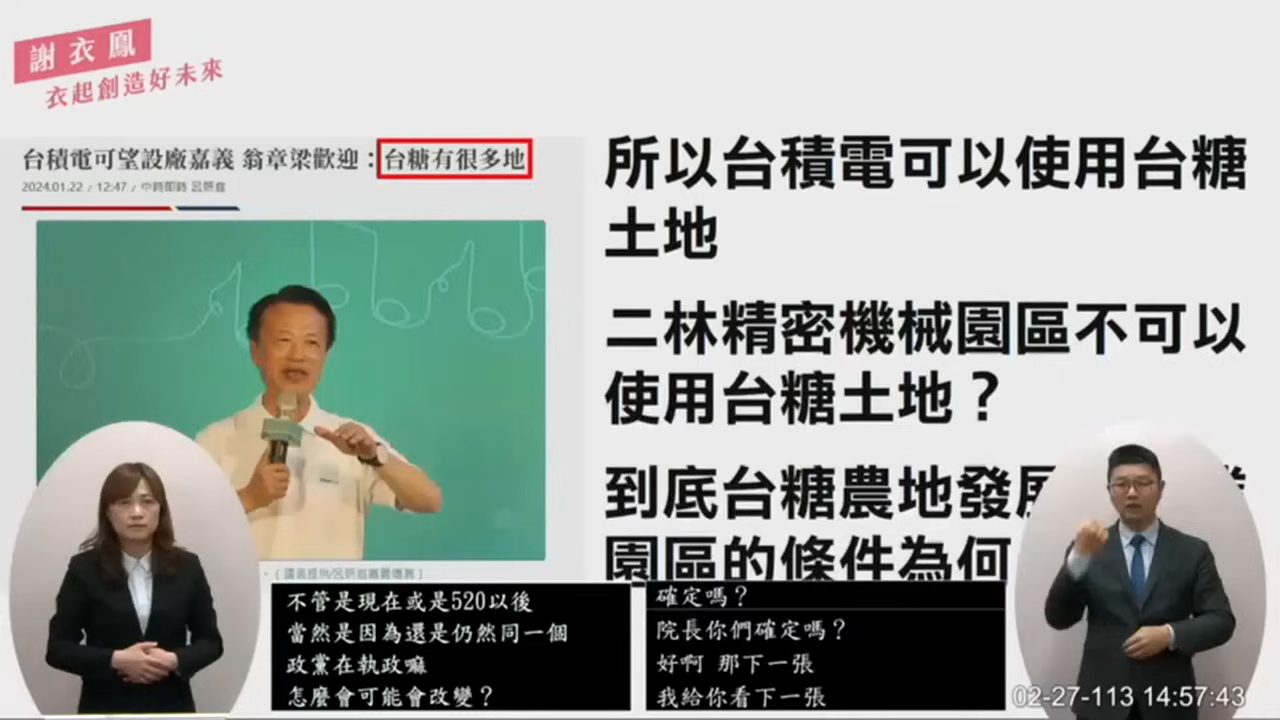 謝衣鳳
衣起創造好未來
台積電可望設廠嘉義 翁章梁歡迎：台糖有很多地
2024.01.22 / 12:47 / 中時即時 呂妍庭
所以台積電可以使用台糖
土地
二林精密機械園區不可以
使用台糖土地？
到底台糖農地發展
園區的條件為何
不管是現在或是520以後
當然是因為還是仍然同一個
政黨在執政嘛
怎麼會可能會改變？
確定嗎？
院長你們確定嗎？
好啊 那下一張
我給你看下一張
02-27-113 14:57:43